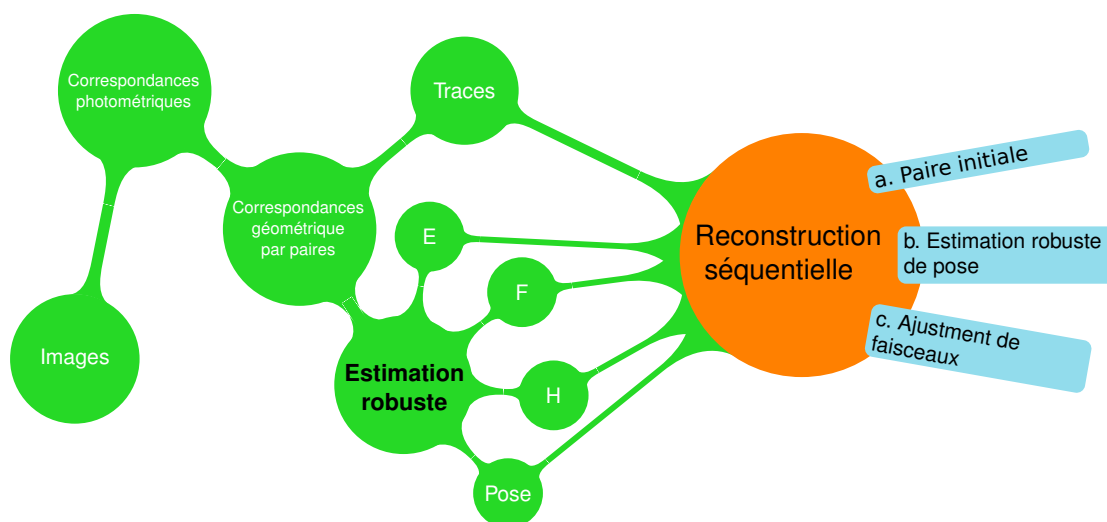 Correspondances
photométriques
Traces
Correspondances
géométrique
par paires
E
F
Images
Estimation
robuste
H
Pose
Reconstruction
séquentielle
a. Paire initiale
b. Estimation robuste
de pose
c. Ajustment de
faisceaux